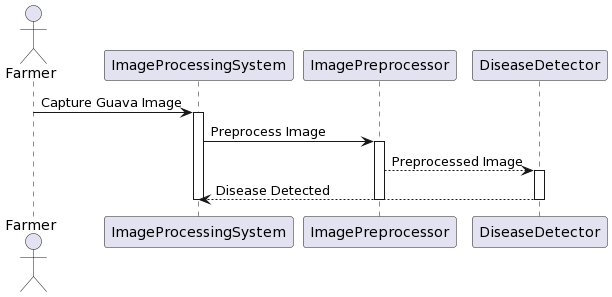 Farmer
ImageProcessingSystem
ImagePreprocessor
DiseaseDetector
Capture Guava Image
Preprocess Image
Preprocessed Image
Disease Detected
Farmer
ImageProcessingSystem
ImagePreprocessor
DiseaseDetector